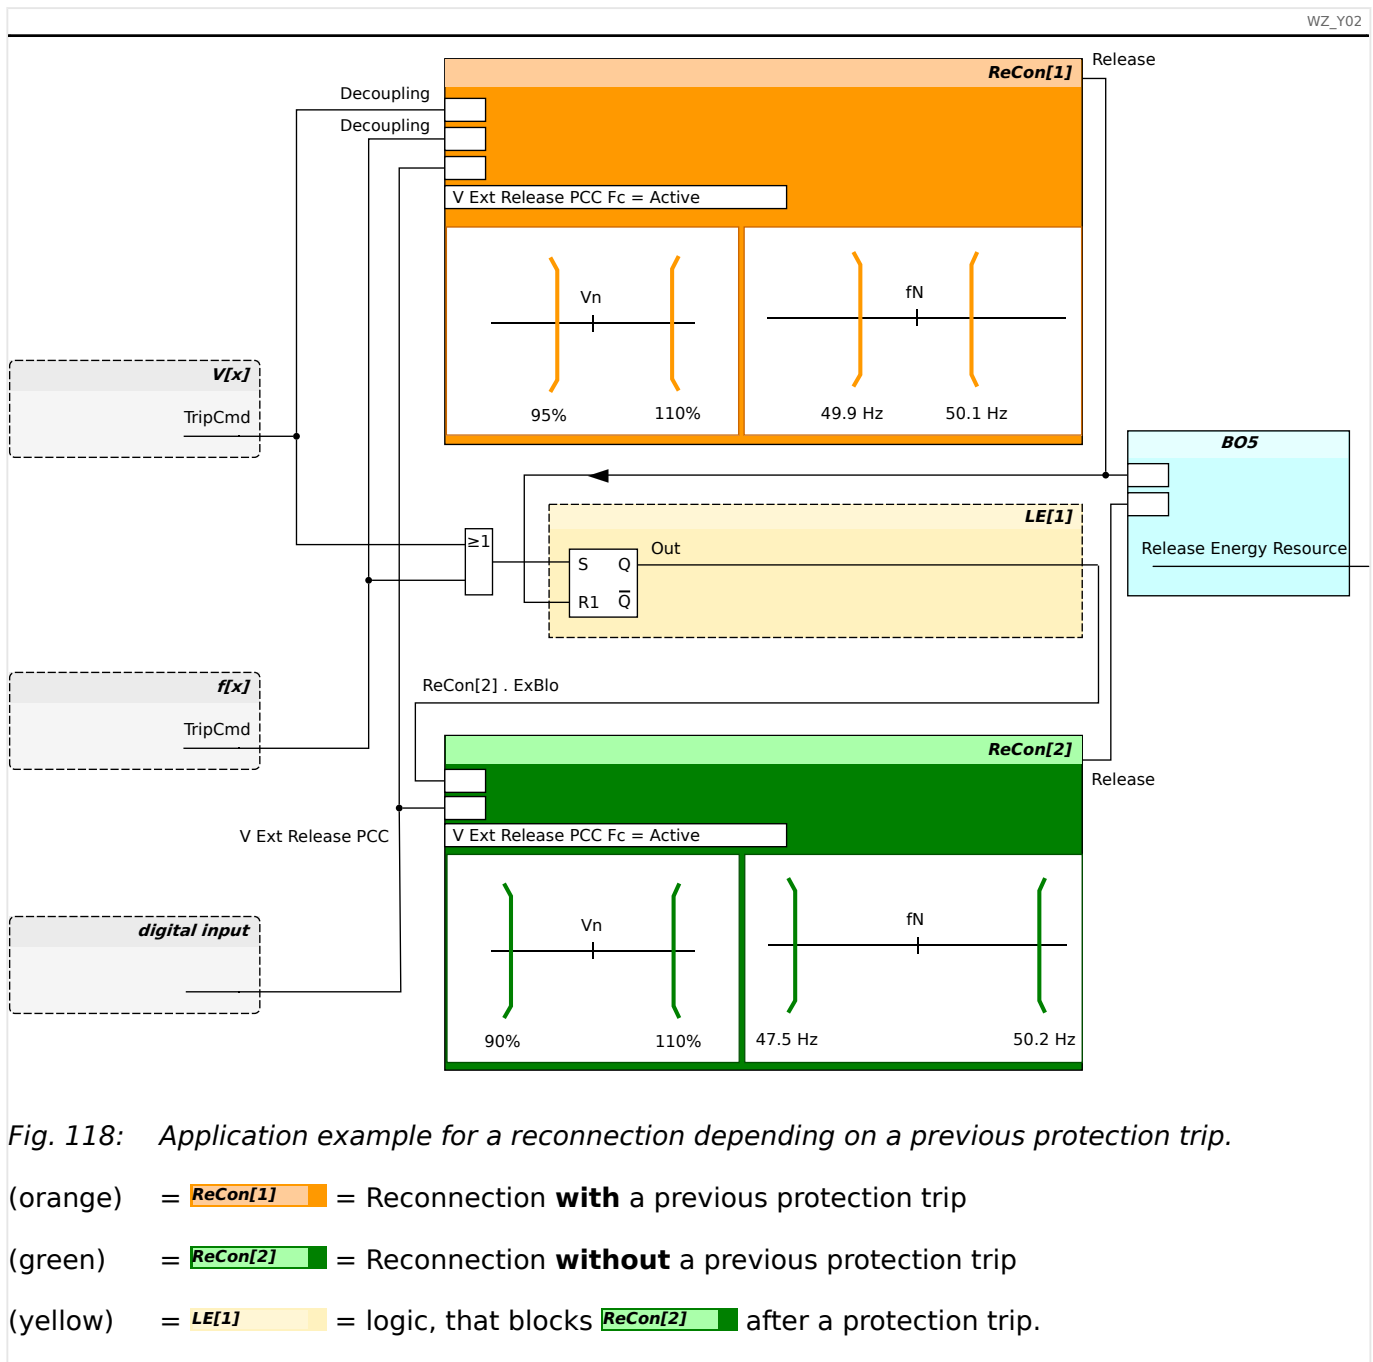 WZ_Y02
Release
ReCon[1]
Decoupling
Decoupling
V Ext Release PCC Fc = Active
Vn
fN
95%
110%
49.9 Hz
50.1 Hz
V[x]
TripCmd
BO5
LE[1]
≥1
Out
S Q
R1 Q̅
Release Energy Resource
f[x]
TripCmd
ReCon[2] . ExBlo
ReCon[2]
Release
V Ext Release PCC
V Ext Release PCC Fc = Active
digital input
Vn
fN
90%
110%
47.5 Hz
50.2 Hz
Fig. 118: Application example for a reconnection depending on a previous protection trip.
(orange) = ReCon[1] = Reconnection with a previous protection trip
(green) = ReCon[2] = Reconnection without a previous protection trip
(yellow) = LE[1] = logic, that blocks ReCon[2] after a protection trip.